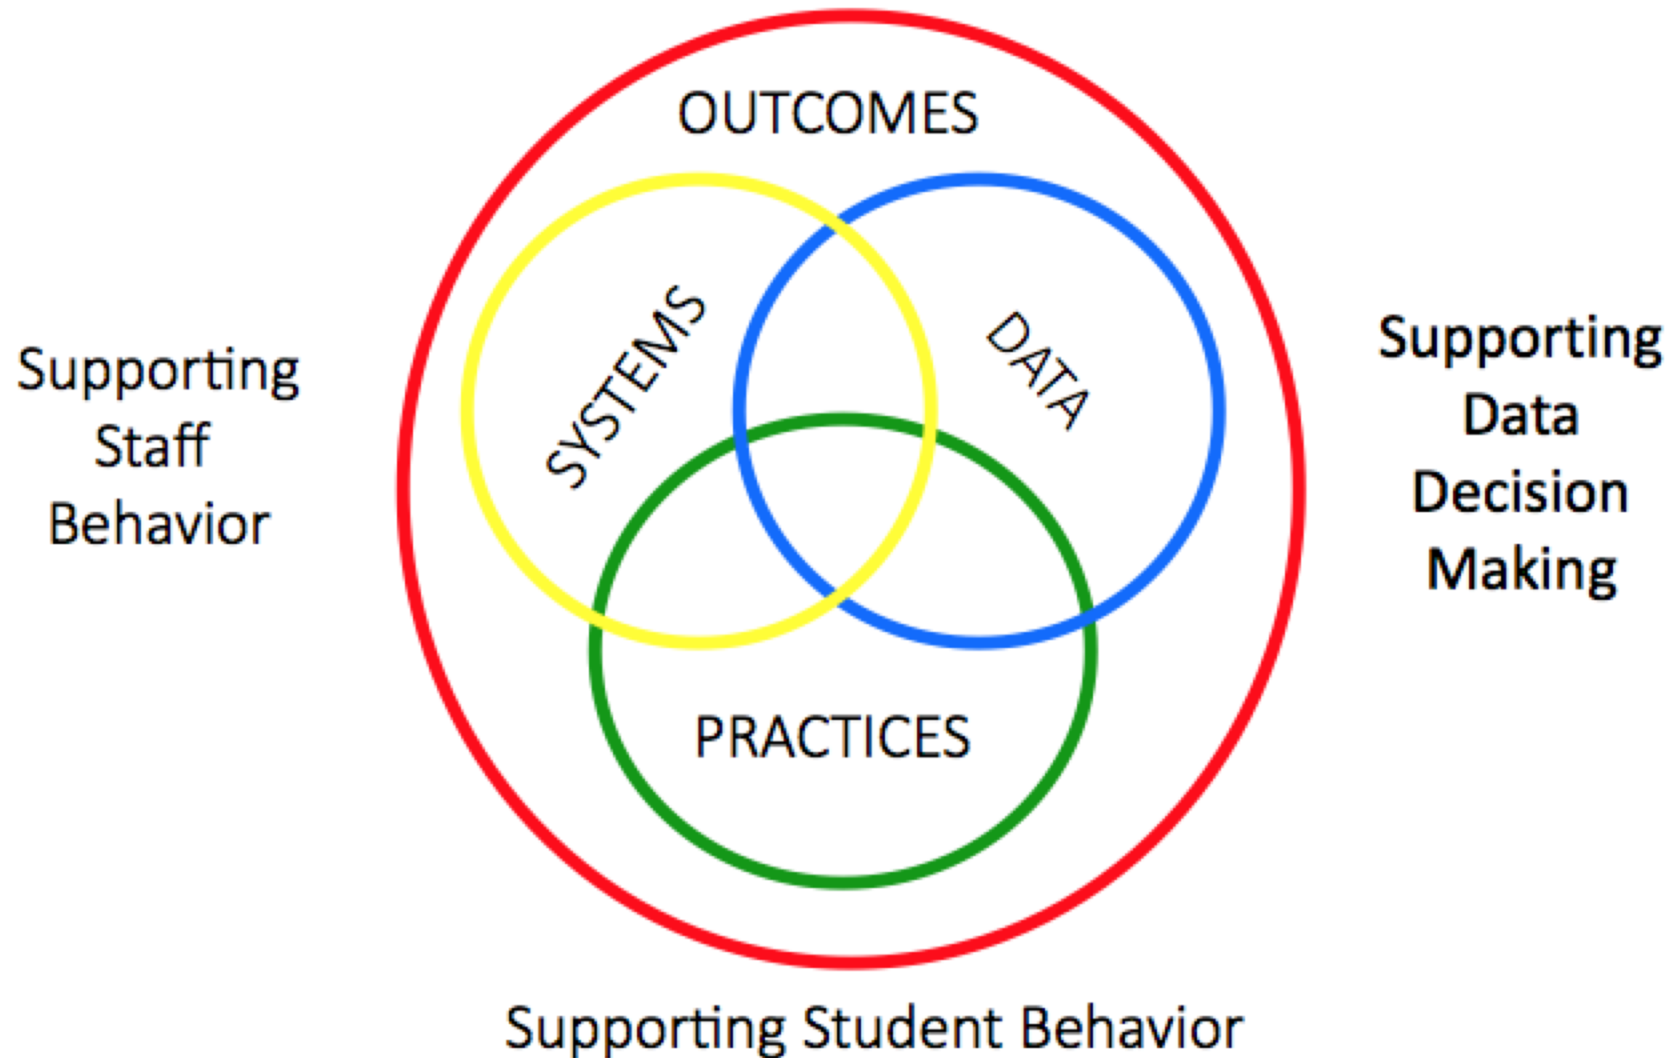 OUTCOMES
SYSTEMS
DATA
PRACTICES
Supporting
Staff
Behavior
Supporting
Data
Decision
Making
Supporting Student Behavior